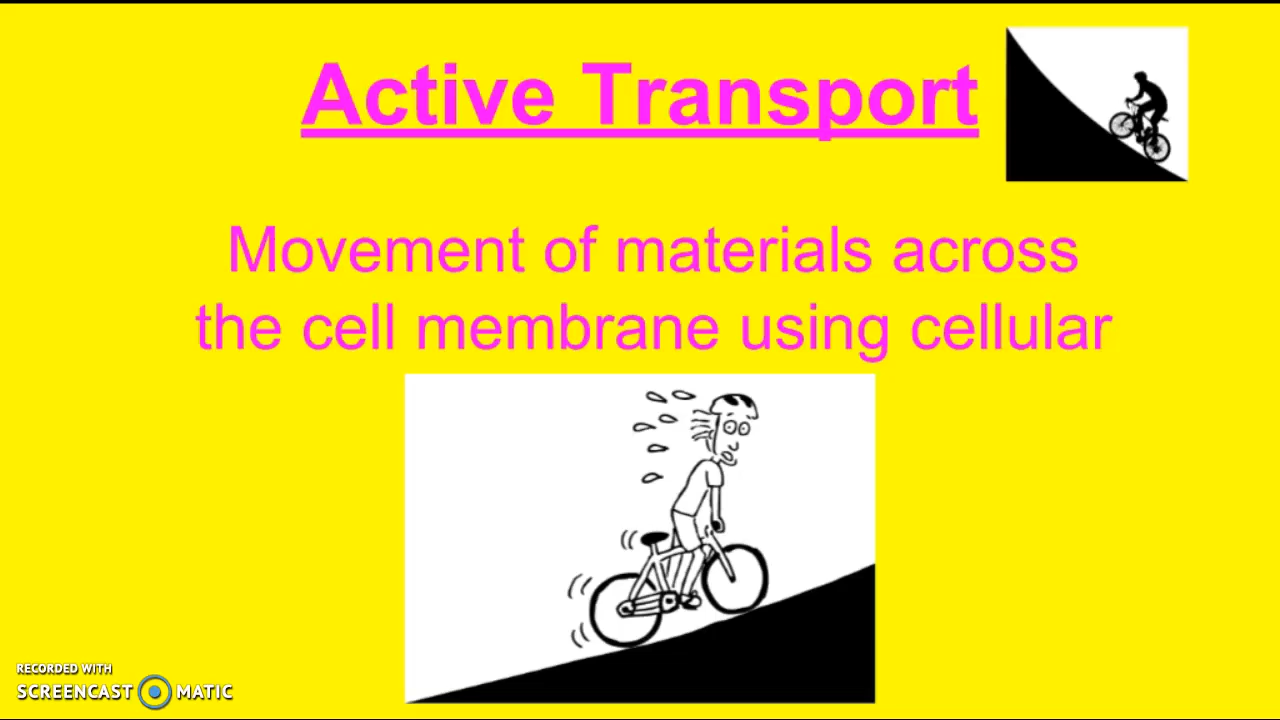 Active Transport
Movement of materials across
the cell membrane using cellular
RECORDED WITH
SCREENCAST MATIC